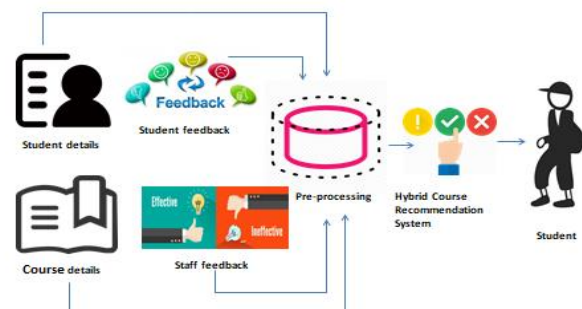 Feedback
Student details
Student feedback
Pre-processing
Hybrid Course
Recommendation
System
Student
Effective
Ineffective
Course details
Staff feedback